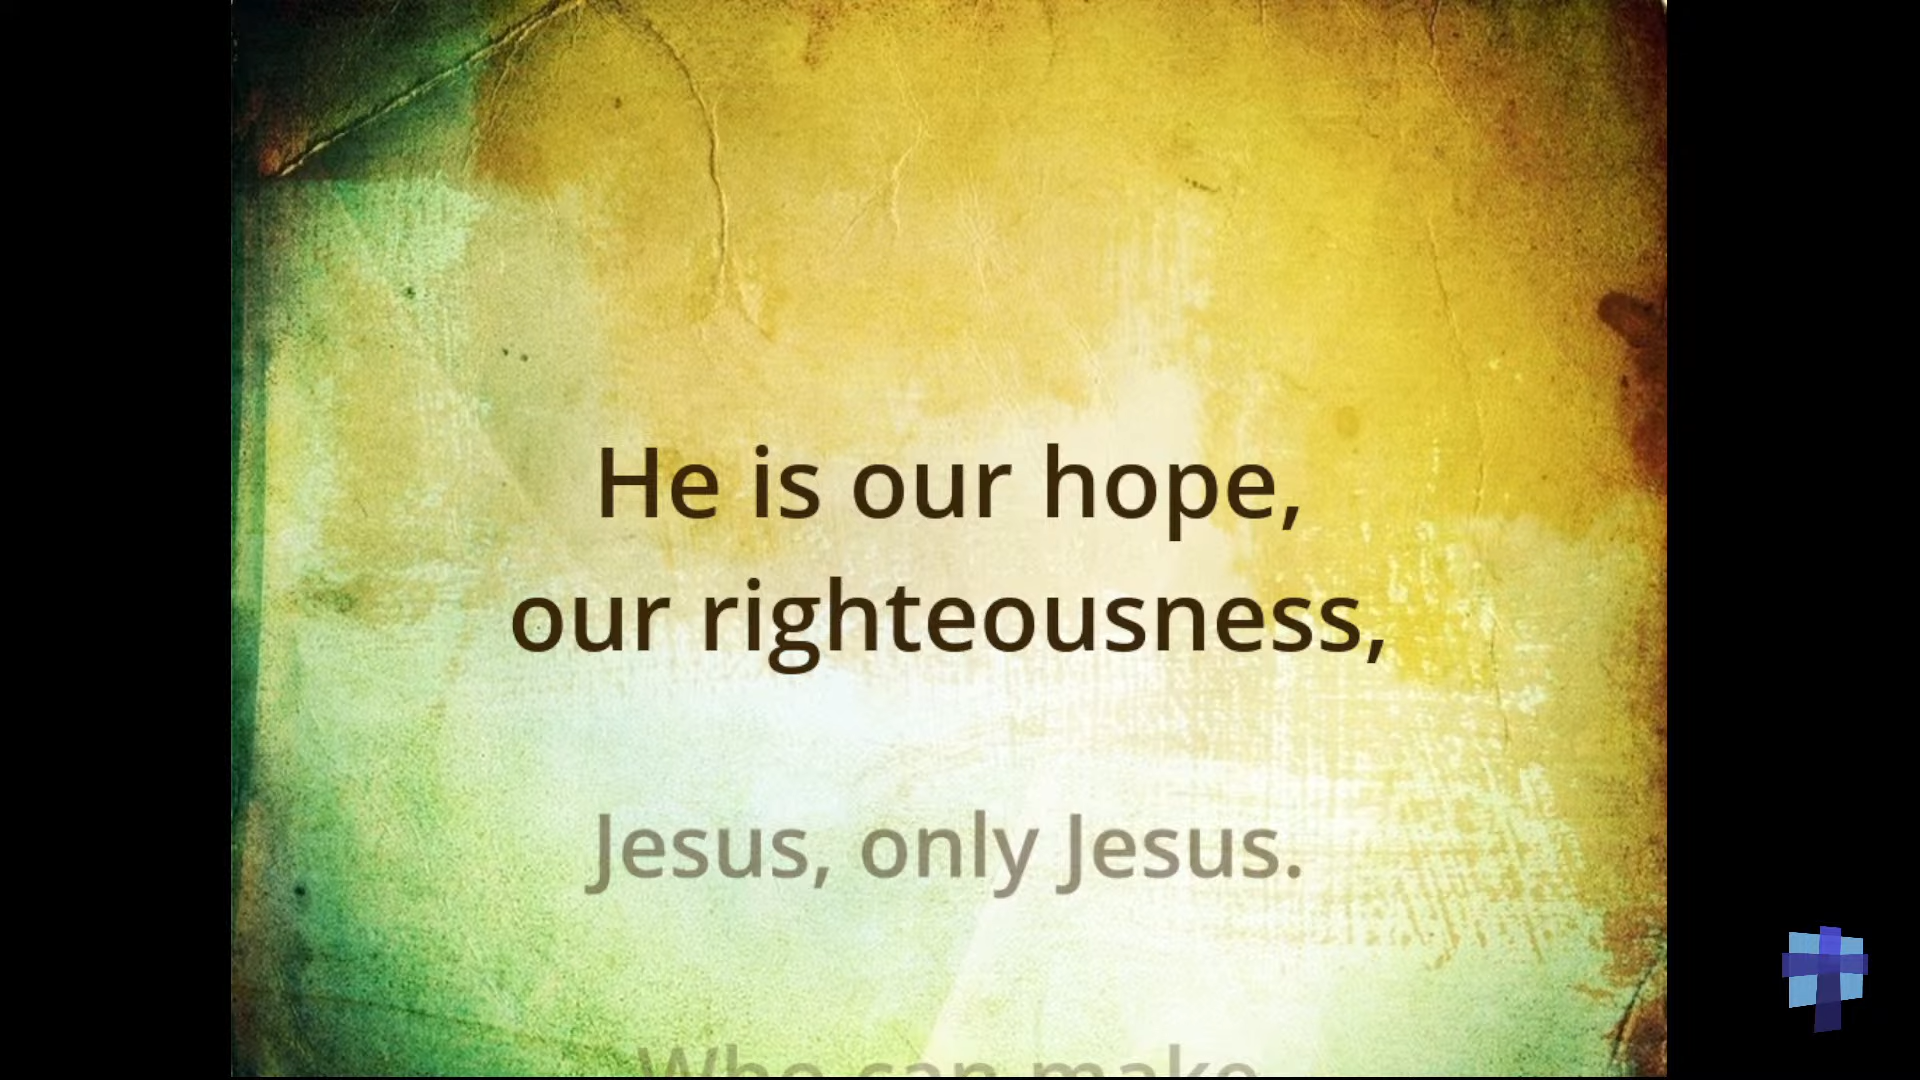 He is our hope,
our righteousness,
Jesus, only Jesus.
Who can make